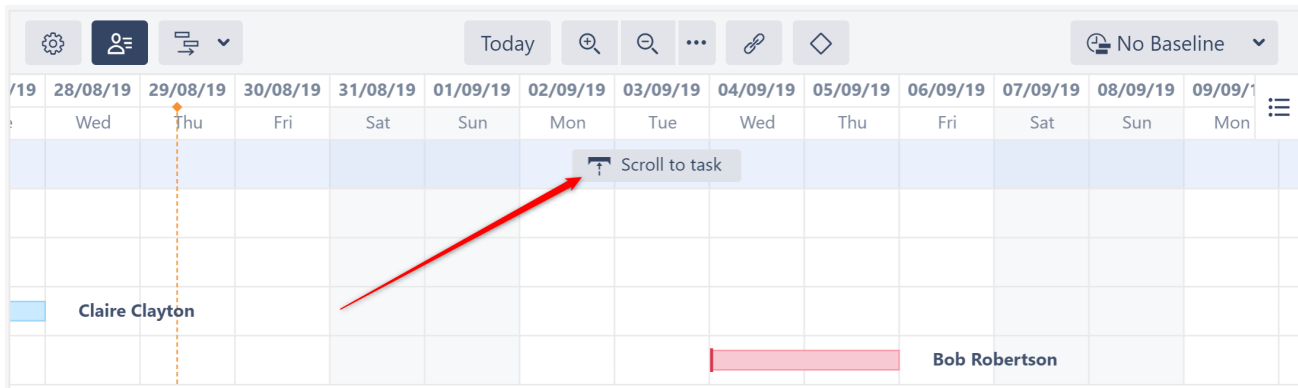 Today
No Baseline
/19 28/08/19 29/08/19 30/08/19 31/08/19 01/09/19 02/09/19 03/09/19 04/09/19 05/09/19 06/09/19 07/09/19 08/09/19 09/09/1
Wed Thu Fri Sat Sun Mon Tue Wed Thu Fri Sat Sun Mon
Scroll to task
Claire Clayton
Bob Robertson